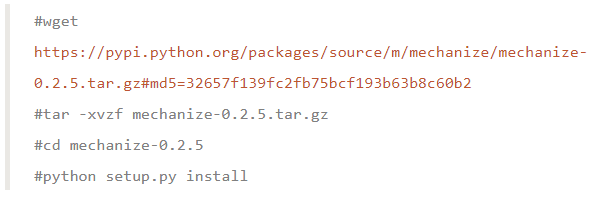 #wget
https://pypi.python.org/packages/source/m/mechanize/mechanize-
0.2.5.tar.gz#md5=32657f139fc2fb75bcf193b63b8c60b2
#tar -xvzf mechanize-0.2.5.tar.gz
#cd mechanize-0.2.5
#python setup.py install